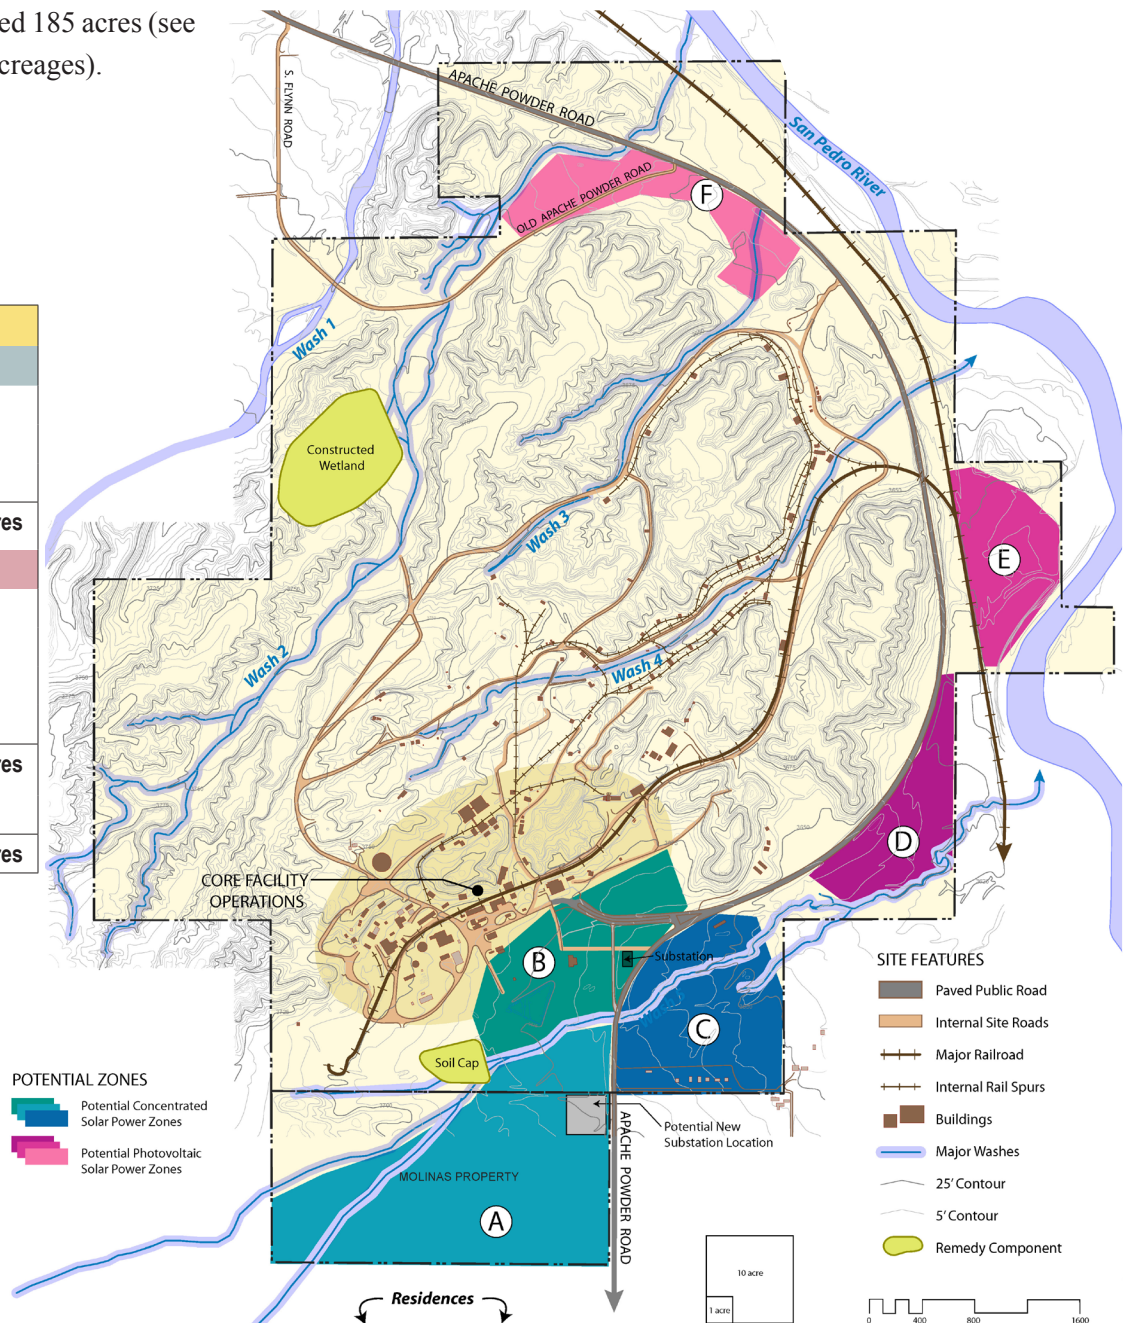 ed 185 acres (see
creages).
res
res
res
APACHE POWDER ROAD
S. FLYNN ROAD
San Pedro River
OLD APACHE POWDER ROAD
F
Wash 1
Constructed
Wetland
Wash 3
E
Wash 2
Wash 4
D
CORE FACILITY
OPERATIONS
B
Substation
C
Soil Cap
Potential New
Substation Location
APACHE POWDER ROAD
MOLINAS PROPERTY
A
Residences
POTENTIAL ZONES
Potential Concentrated
Solar Power Zones
Potential Photovoltaic
Solar Power Zones
SITE FEATURES
Paved Public Road
Internal Site Roads
Major Railroad
Internal Rail Spurs
Buildings
Major Washes
25' Contour
5' Contour
Remedy Component
10 acre
1 acre
0 400 800 1600